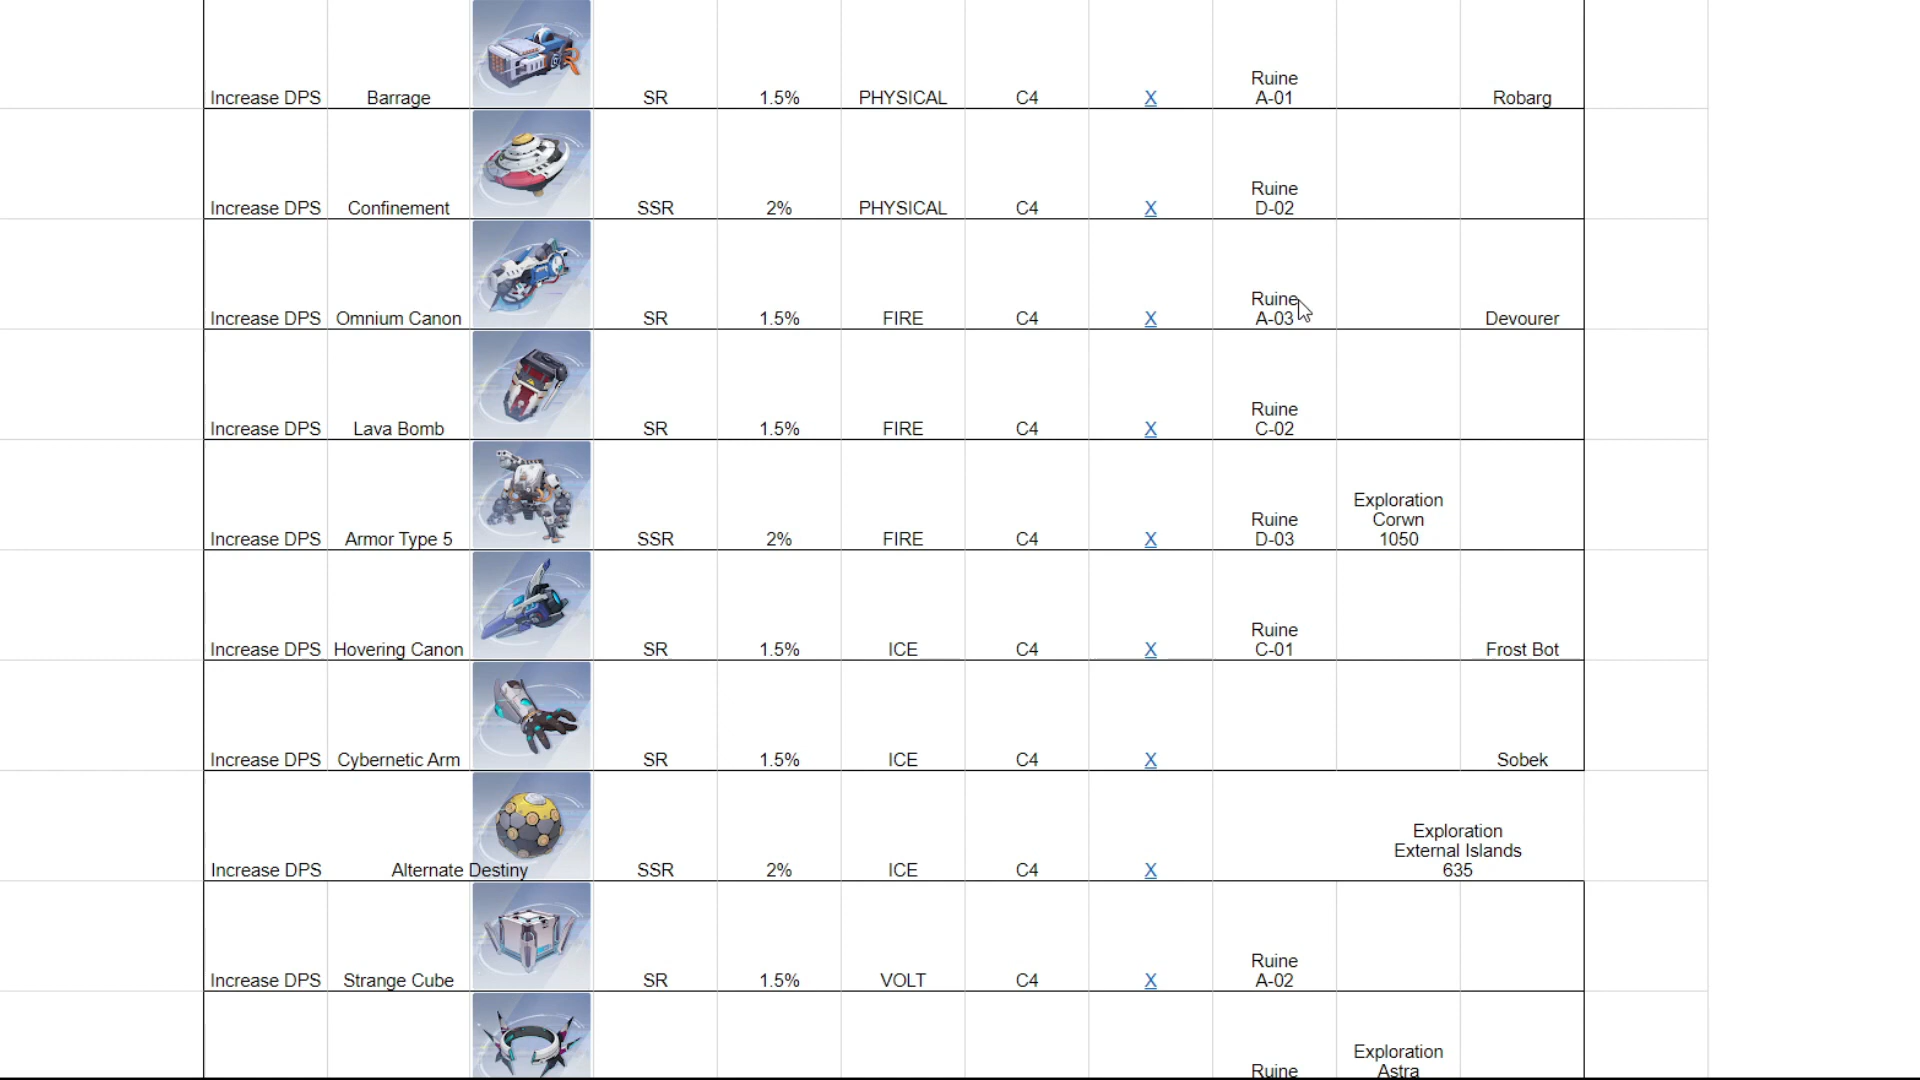 Increase DPS Barrage SR 1.5% PHYSICAL C4 X Ruine A-01 Robarg
Increase DPS Confinement SSR 2% PHYSICAL C4 X Ruine D-02
Increase DPS Omnium Canon SR 1.5% FIRE C4 X Ruine A-03 Devourer
Increase DPS Lava Bomb SR 1.5% FIRE C4 X Ruine C-02
Increase DPS Armor Type 5 SSR 2% FIRE C4 X Ruine D-03 Exploration Corwn 1050
Increase DPS Hovering Canon SR 1.5% ICE C4 X Ruine C-01 Frost Bot
Increase DPS Cybernetic Arm SR 1.5% ICE C4 X Sobek
Increase DPS Alternate Destiny SSR 2% ICE C4 X Exploration External Islands 635
Increase DPS Strange Cube SR 1.5% VOLT C4 X Ruine A-02
Ruine Exploration Astra